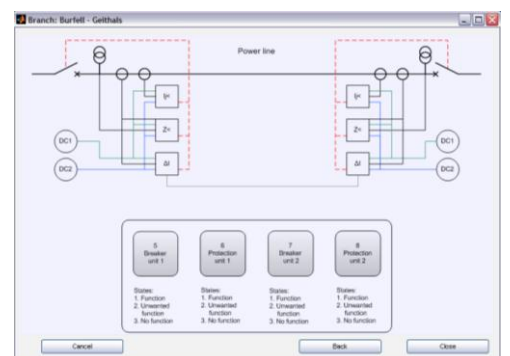 Branch: Burfell - Geithals
Power line
I>
I>
Z<
Z<
DC1
DC1
ΔI
ΔI
DC2
DC2
5
Breaker
unit 1
6
Protection
unit 1
7
Breaker
unit 2
8
Protection
unit 2
States:
1. Function
2. Unwanted
function
3. No function
States:
1. Function
2. Unwanted
function
3. No function
States:
1. Function
2. Unwanted
function
3. No function
States:
1. Function
2. Unwanted
function
3. No function
Cancel
Back
Close